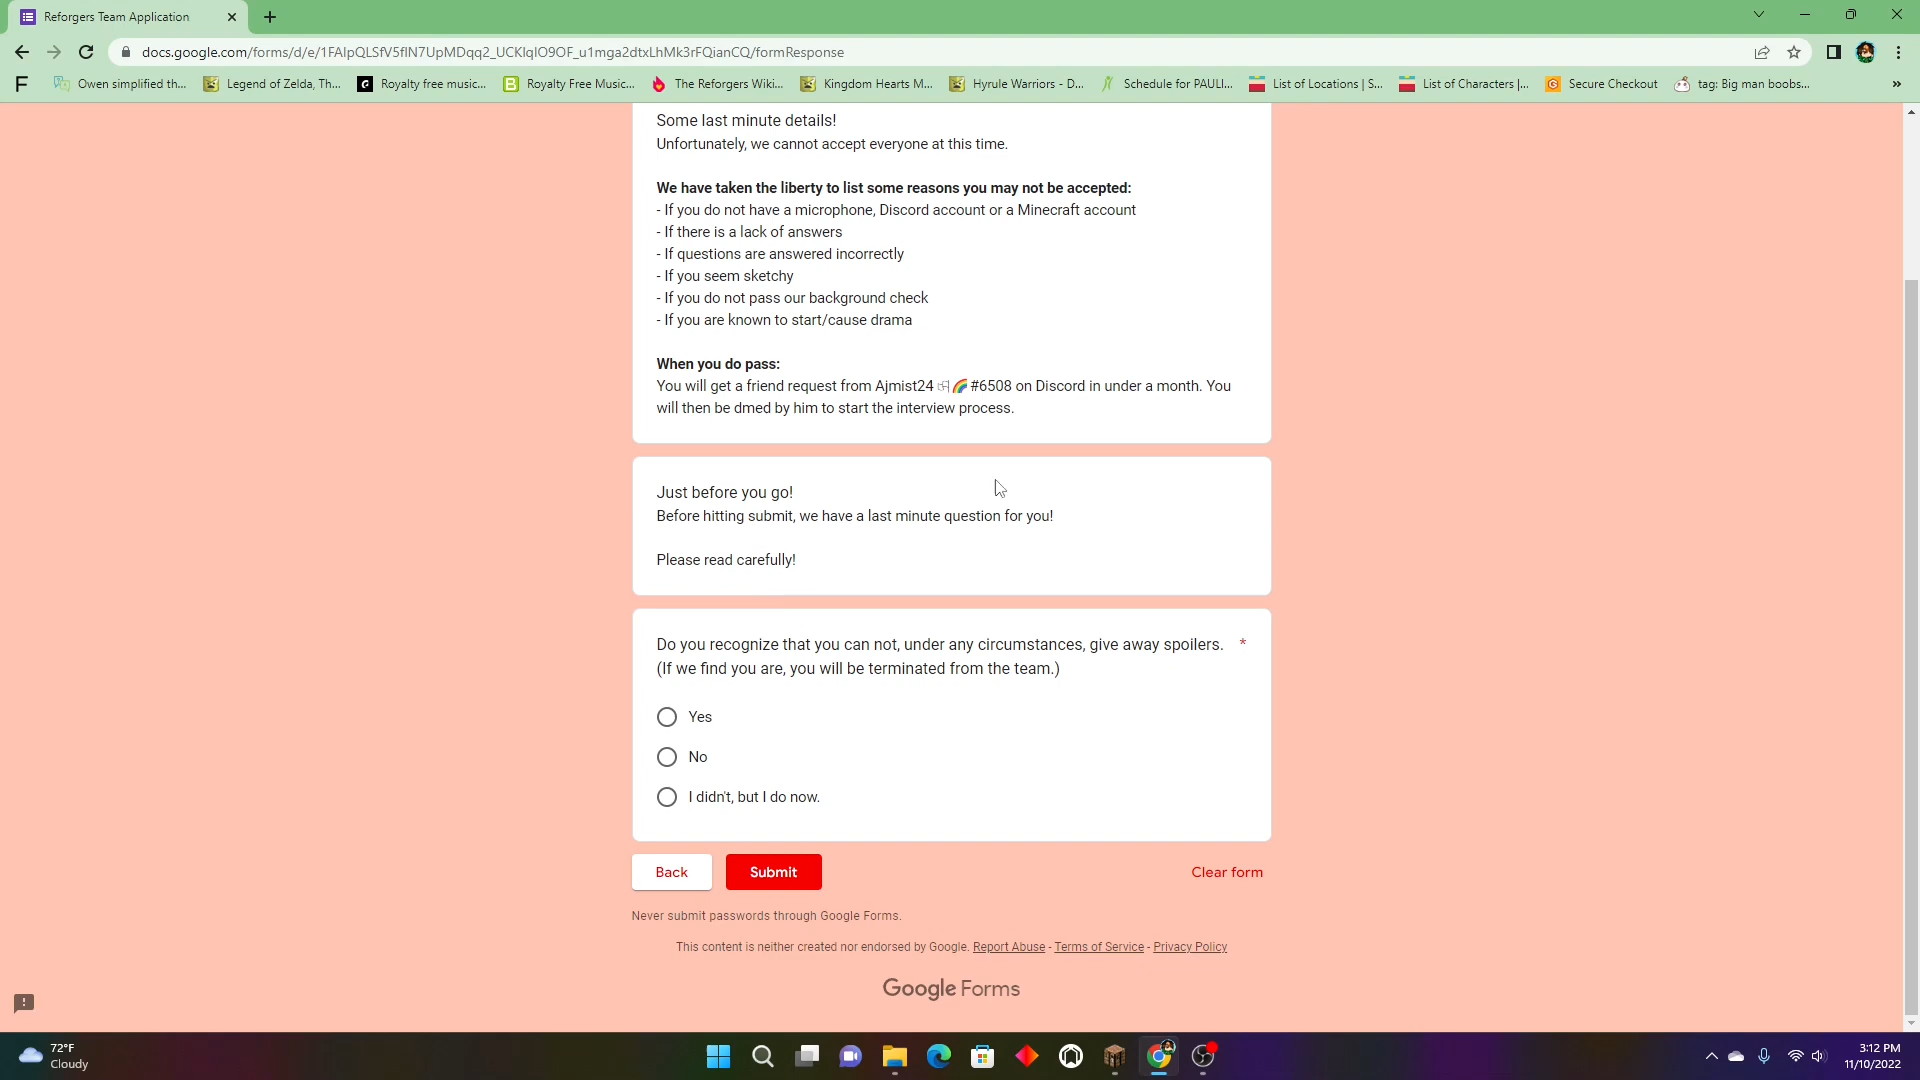 Reforgers Team Application
docs.google.com/forms/d/e/1FAIpQLSfV5fIN7UpMDqq2_UCKlqIO9OF_u1mga2dtxLhMk3rFQianCQ/formResponse
Owen simplified th...
Legend of Zelda, Th...
Royalty free music...
Royalty Free Music...
The Reforgers Wiki...
Kingdom Hearts M...
Hyrule Warriors - D...
Schedule for PAULI...
List of Locations | S...
List of Characters |...
Secure Checkout
tag: Big man boobs...
Some last minute details!
Unfortunately, we cannot accept everyone at this time.
We have taken the liberty to list some reasons you may not be accepted:
- If you do not have a microphone, Discord account or a Minecraft account
- If there is a lack of answers
- If questions are answered incorrectly
- If you seem sketchy
- If you do not pass our background check
- If you are known to start/cause drama
When you do pass:
You will get a friend request from Ajmist24 🌈 #6508 on Discord in under a month. You
will then be dmed by him to start the interview process.
Just before you go!
Before hitting submit, we have a last minute question for you!
Please read carefully!
Do you recognize that you can not, under any circumstances, give away spoilers. *
(If we find you are, you will be terminated from the team.)
Yes
No
I didn't, but I do now.
Back
Submit
Clear form
Never submit passwords through Google Forms.
This content is neither created nor endorsed by Google. Report Abuse - Terms of Service - Privacy Policy
Google Forms
72°F
Cloudy
3:12 PM
11/10/2022